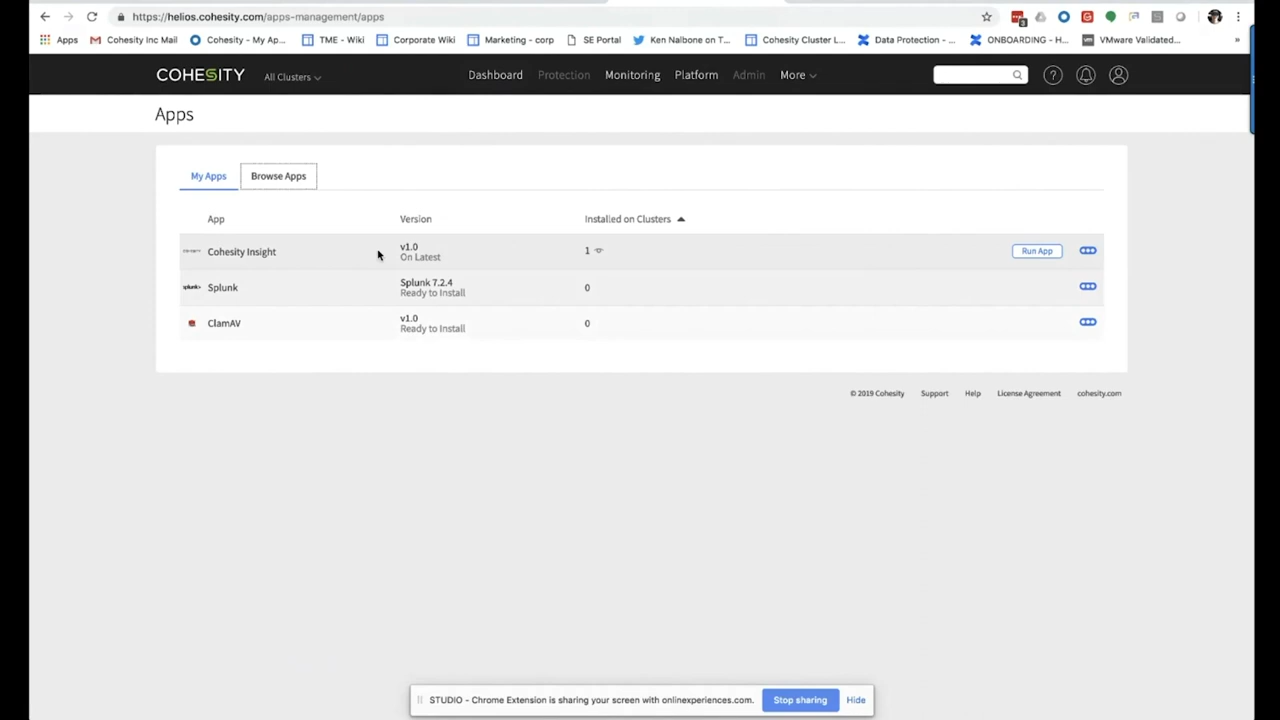 https://helios.cohesity.com/apps-management/apps
Apps Cohesity Inc Mail Cohesity - My Ap... TME - Wiki Corporate Wiki Marketing - corp SE Portal Ken Nalbone on T... Cohesity Cluster L... Data Protection - ... ONBOARDING - H... VMware Validated... »
COHESITY All Clusters Dashboard Protection Monitoring Platform Admin More
Apps
My Apps Browse Apps
App Version Installed on Clusters
Cohesity Insight v1.0 1 Run App
On Latest
splunk> Splunk Splunk 7.2.4 0
Ready to Install
ClamAV v1.0 0
Ready to Install
© 2019 Cohesity Support Help License Agreement cohesity.com
STUDIO - Chrome Extension is sharing your screen with onlinexperiences.com. Stop sharing Hide